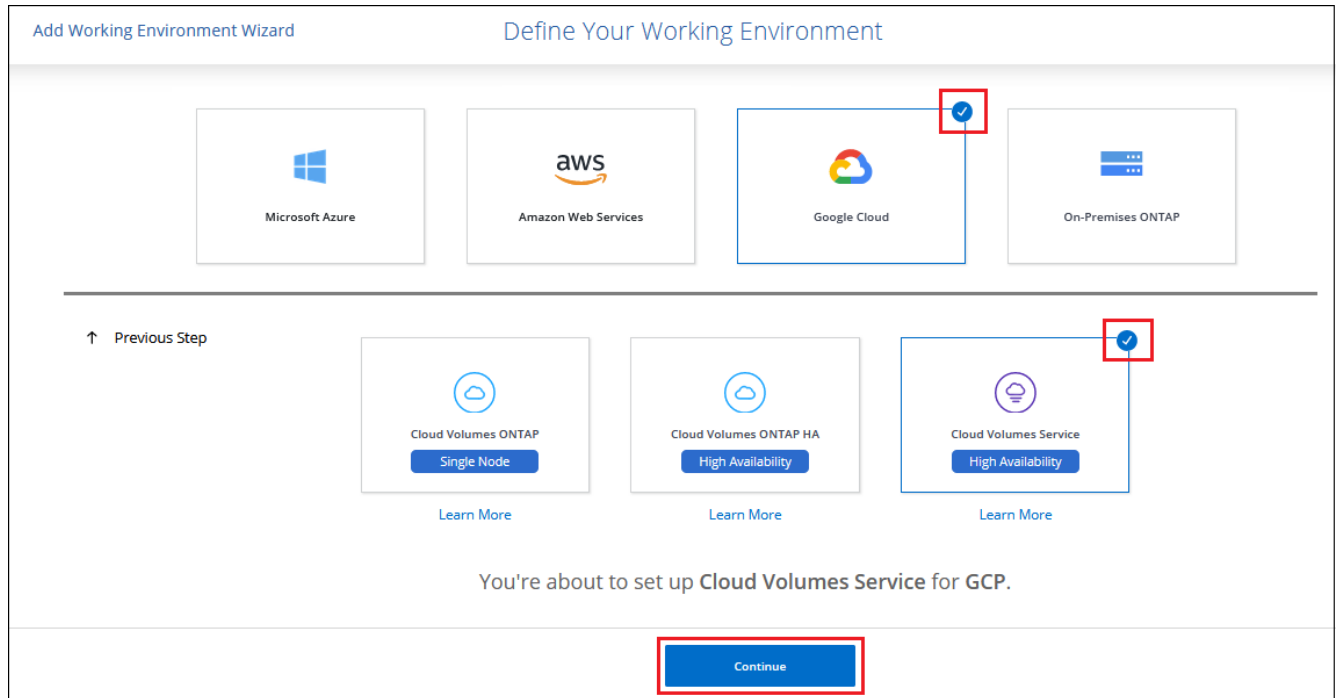 Add Working Environment Wizard
Define Your Working Environment
aws
Microsoft Azure
Amazon Web Services
Google Cloud
On-Premises ONTAP
↑ Previous Step
Cloud Volumes ONTAP
Single Node
Learn More
Cloud Volumes ONTAP HA
High Availability
Learn More
Cloud Volumes Service
High Availability
Learn More
You're about to set up Cloud Volumes Service for GCP.
Continue